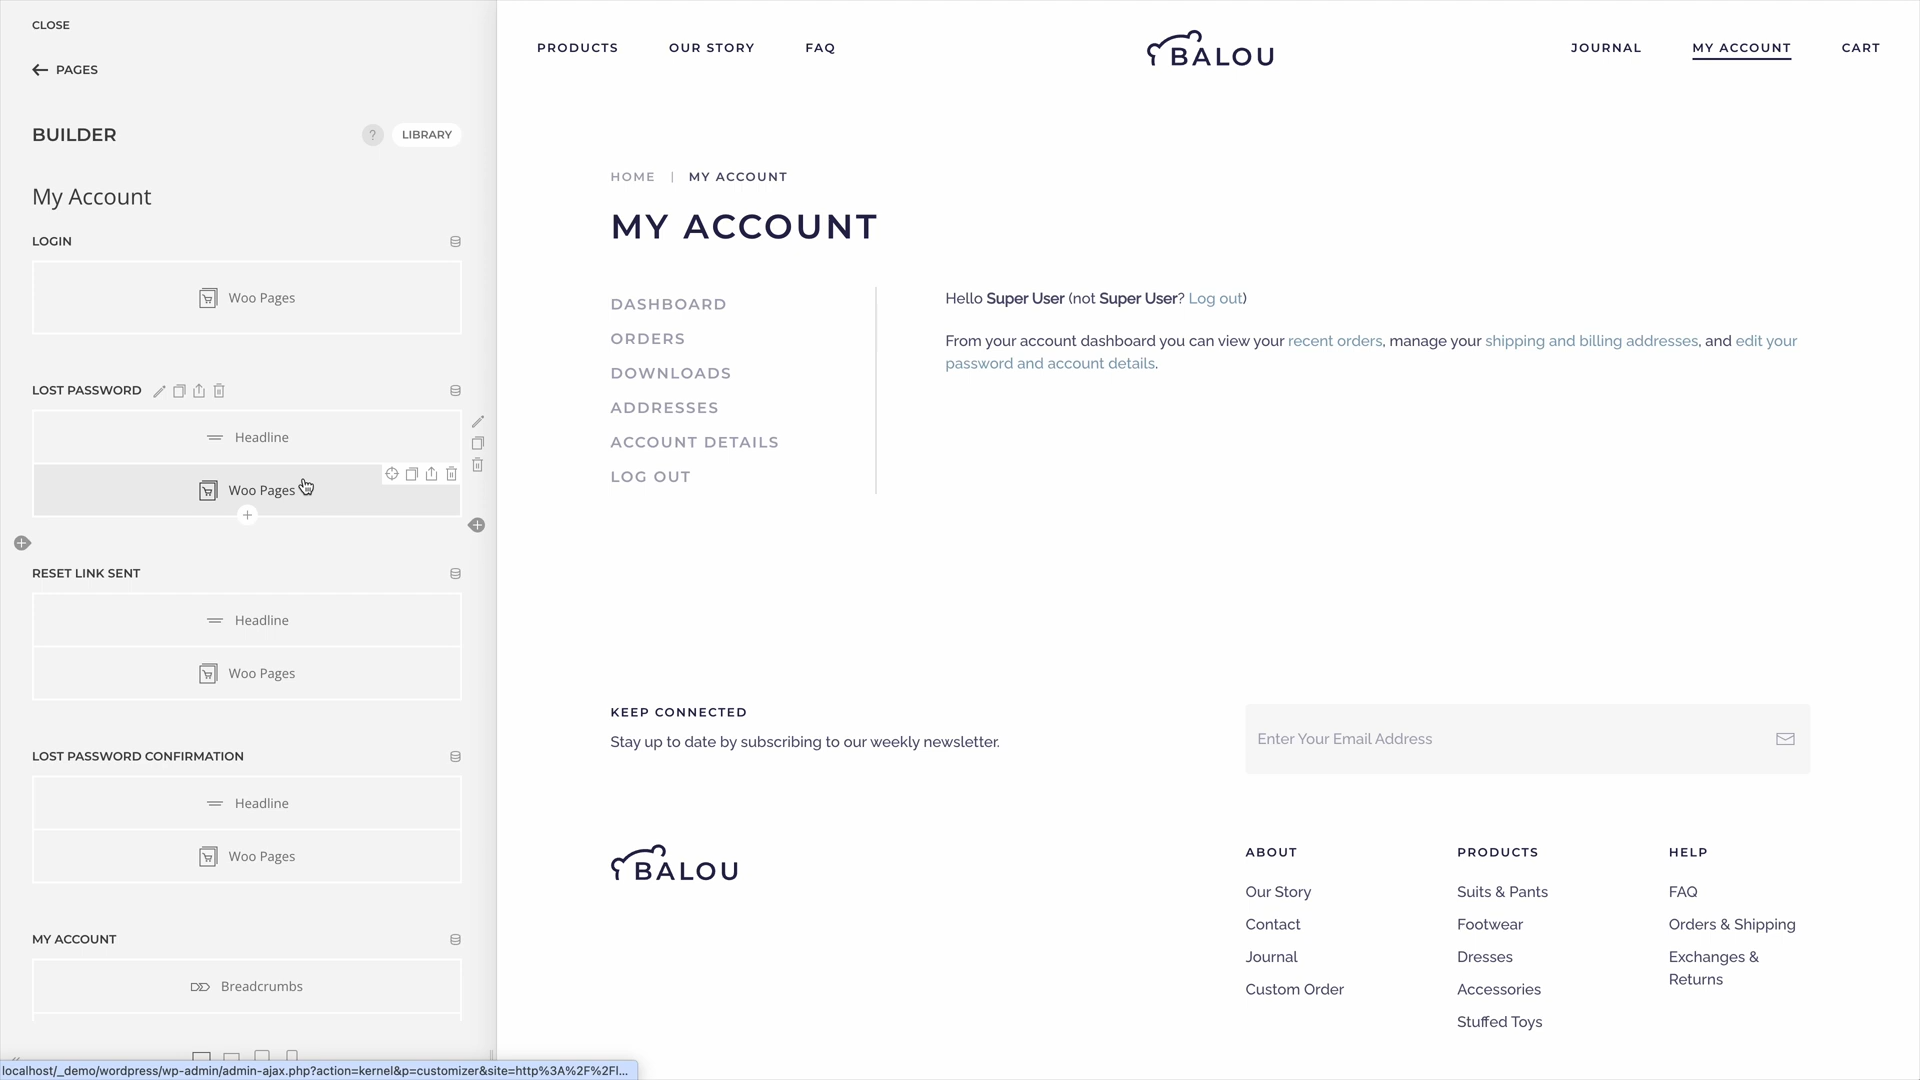 CLOSE
PAGES
BUILDER
?
LIBRARY
My Account
LOGIN
Woo Pages
LOST PASSWORD
Headline
Woo Pages
RESET LINK SENT
Headline
Woo Pages
LOST PASSWORD CONFIRMATION
Headline
Woo Pages
MY ACCOUNT
Breadcrumbs
localhost/_demo/wordpress/wp-admin/admin-ajax.php?action=kernel&p=customizer&site=http%3A%2F%2Fl...
PRODUCTS OUR STORY FAQ
BALOU
JOURNAL MY ACCOUNT CART
HOME | MY ACCOUNT
MY ACCOUNT
DASHBOARD
ORDERS
DOWNLOADS
ADDRESSES
ACCOUNT DETAILS
LOG OUT
Hello Super User (not Super User? Log out)
From your account dashboard you can view your recent orders, manage your shipping and billing addresses, and edit your
password and account details.
KEEP CONNECTED
Stay up to date by subscribing to our weekly newsletter.
Enter Your Email Address
BALOU
ABOUT
Our Story
Contact
Journal
Custom Order
PRODUCTS
Suits & Pants
Footwear
Dresses
Accessories
Stuffed Toys
HELP
FAQ
Orders & Shipping
Exchanges &
Returns